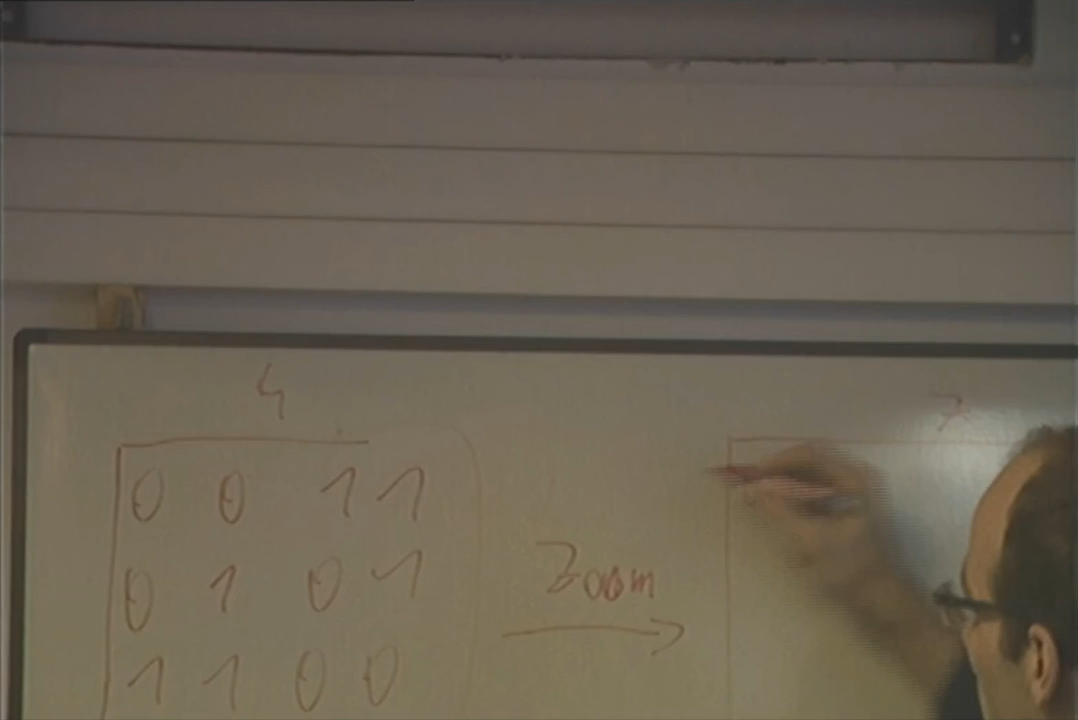 4
7
0 0 1 1
0 1 0 1
Zoom
1 1 0 0